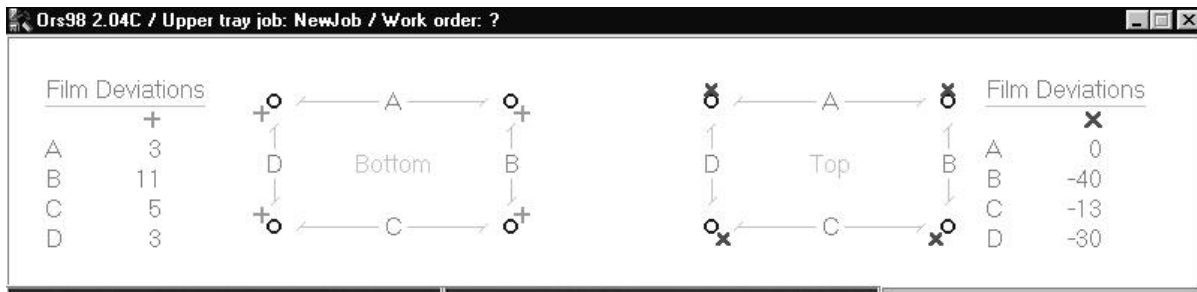 Ors98 2.04C / Upper tray job: NewJob / Work order: ?
Film Deviations
+
A 3
B 11
C 5
D 3
A
D Bottom B
C
A
D Top B
C
Film Deviations
×
A 0
B -40
C -13
D -30